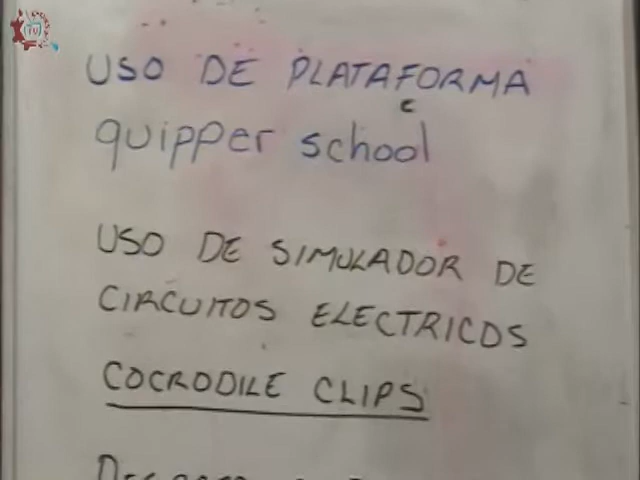 USO DE PLATAFORMA
quipper school
USO DE SIMULADOR DE
CIRCUITOS ELECTRICOS
COCRODILE CLIPS